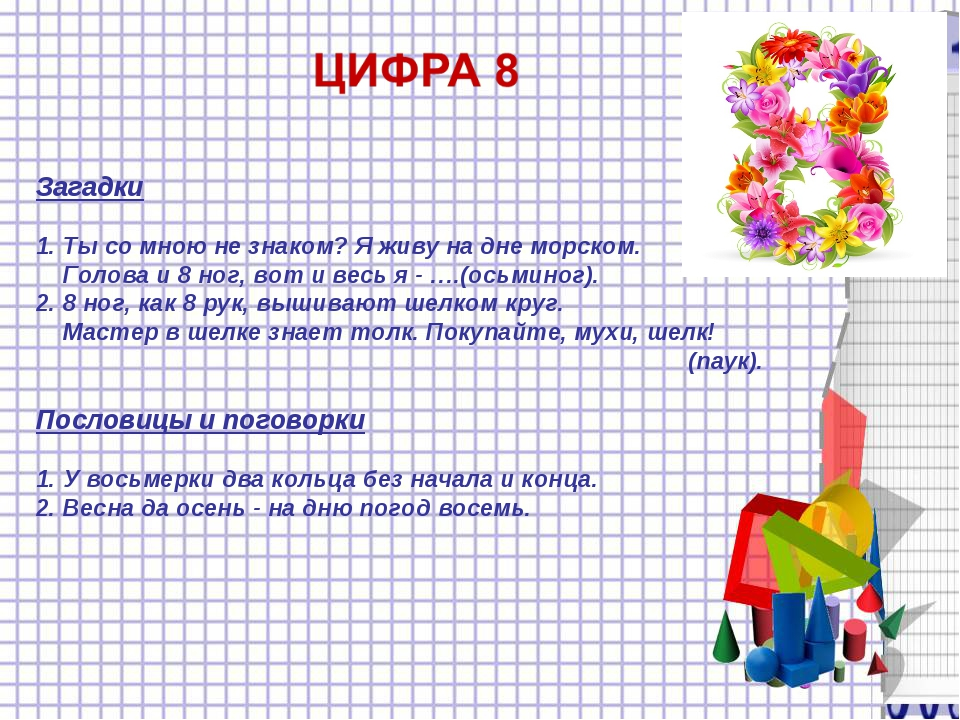 ЦИФРА 8
Загадки
1. Ты со мною не знаком? Я живу на дне морском.
Голова и 8 ног, вот и весь я - ….(осьминог).
2. 8 ног, как 8 рук, вышивают шелком круг.
Мастер в шелке знает толк. Покупайте, мухи, шелк!
(паук).
Пословицы и поговорки
1. У восьмерки два кольца без начала и конца.
2. Весна да осень - на дню погод восемь.